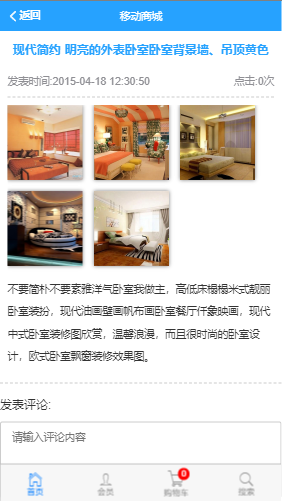 返回
移动商城
现代简约 明亮的外表卧室卧室背景墙、吊顶黄色
发表时间:2015-04-18 12:30:50
点击:0次
不要简朴不要素雅洋气卧室我做主，高低床榻榻米式靓丽
卧室装扮，现代油画壁画帆布画卧室餐厅仟象映画，现代
中式卧室装修图欣赏，温馨浪漫，而且很时尚的卧室设
计，欧式卧室飘窗装修效果图。
发表评论:
请输入评论内容
0
首页
会员
购物车
搜索